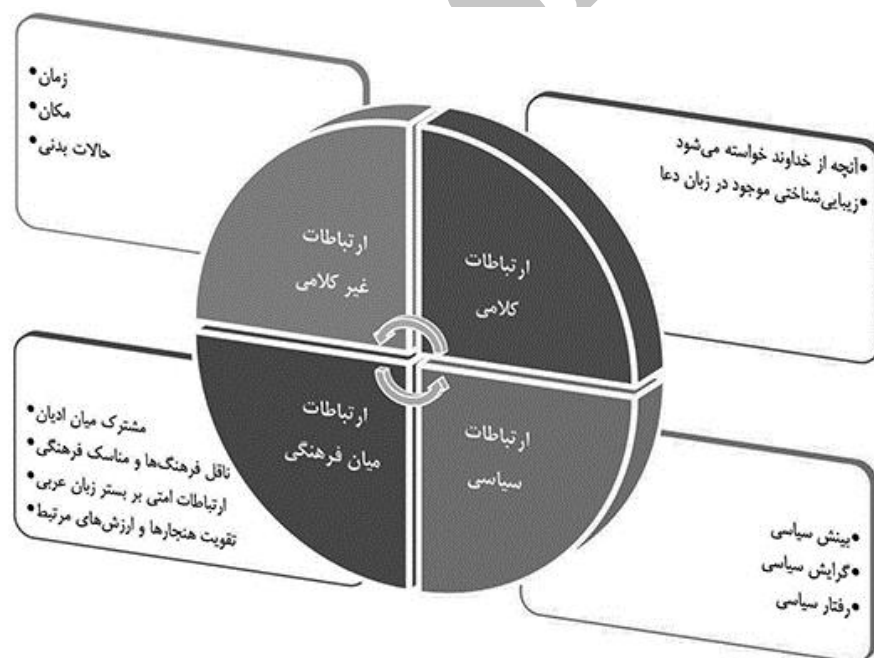 آنچه از خداوند خواسته می‌شود
زیبایی‌شناختی موجود در زبان دعا
ارتباطات
کلامی
زمان
مکان
حالات بدنی
ارتباطات
غیر کلامی
بینش سیاسی
گرایش سیاسی
رفتار سیاسی
ارتباطات
سیاسی
مشترک میان ادیان
ناقل فرهنگ‌ها و مناسک فرهنگی
ارتباطات امتی بر بستر زبان عربی
تقویت هنجارها و ارزش‌های مرتبط
ارتباطات
میان فرهنگی